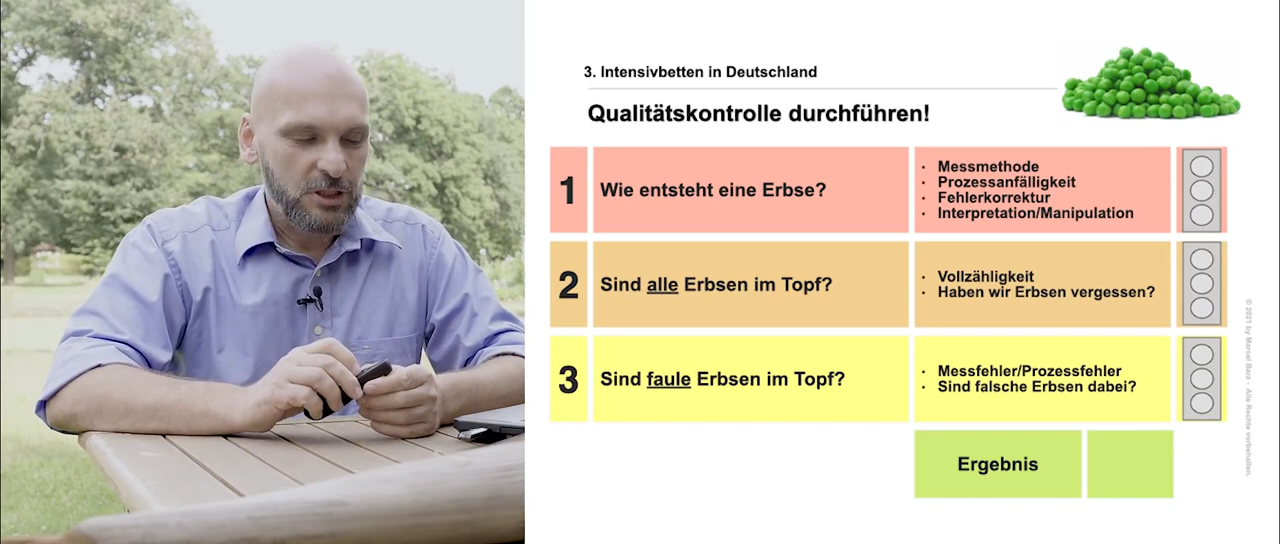 3. Intensivbetten in Deutschland
Qualitätskontrolle durchführen!
1
Wie entsteht eine Erbse?
· Messmethode
· Prozessanfälligkeit
· Fehlerkorrektur
· Interpretation/Manipulation
2
Sind alle Erbsen im Topf?
· Vollzähligkeit
· Haben wir Erbsen vergessen?
3
Sind faule Erbsen im Topf?
· Messfehler/Prozessfehler
· Sind falsche Erbsen dabei?
Ergebnis
© 2021 by Marcel Barz - Alle Rechte vorbehalten.